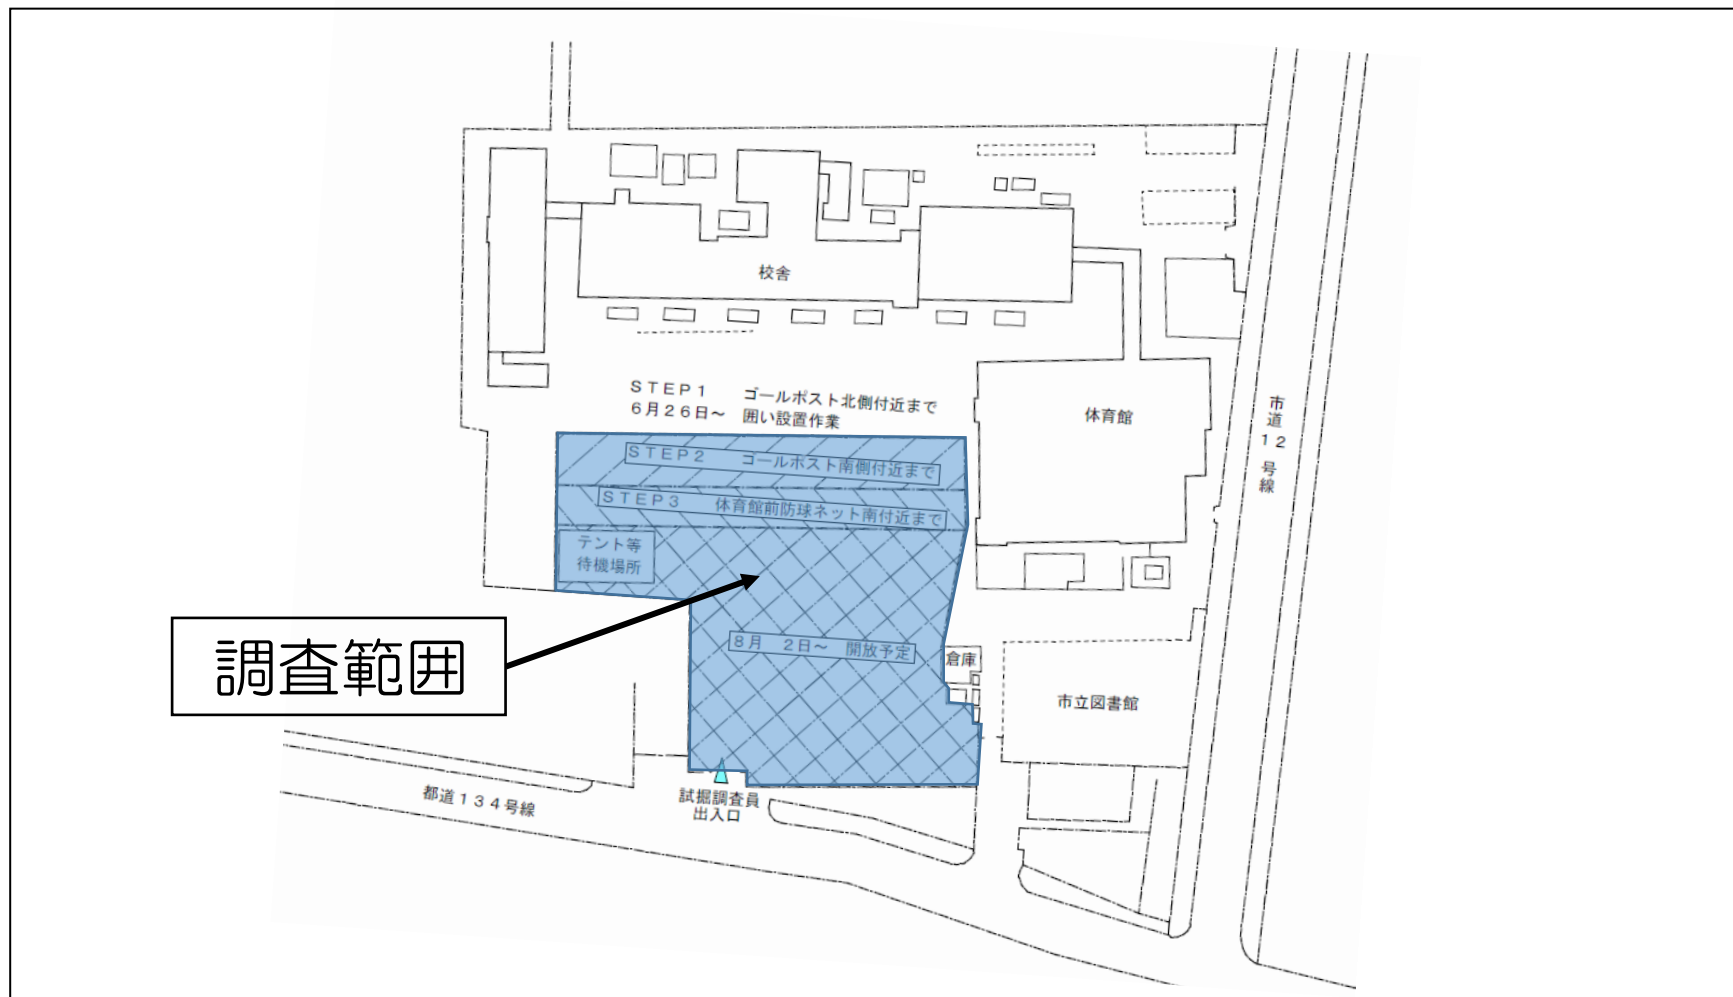 校舎
STEP1 ゴールポスト北側付近まで
6月26日～ 囲い設置作業
体育館
市道12号線
STEP2 ゴールポスト南側付近まで
STEP3 体育館前防球ネット南付近まで
テント等
待機場所
調査範囲
8月 2日～ 開放予定
倉庫
市立図書館
都道134号線
試掘調査員
出入口